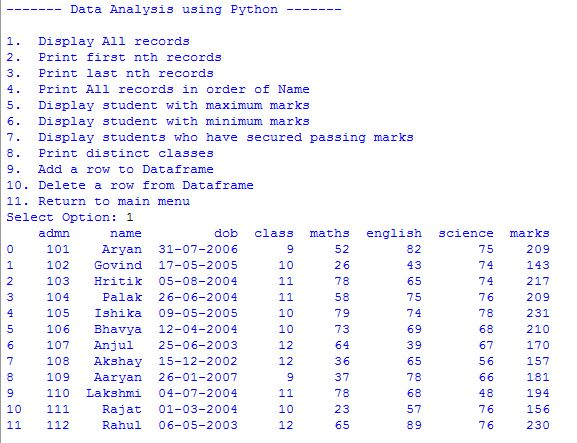 ------- Data Analysis using Python -------
1. Display All records
2. Print first nth records
3. Print last nth records
4. Print All records in order of Name
5. Display student with maximum marks
6. Display student with minimum marks
7. Display students who have secured passing marks
8. Print distinct classes
9. Add a row to Dataframe
10. Delete a row from Dataframe
11. Return to main menu
Select Option: 1
admn name dob class maths english science marks
0 101 Aryan 31-07-2006 9 52 82 75 209
1 102 Govind 17-05-2005 10 26 43 74 143
2 103 Hritik 05-08-2004 11 78 65 74 217
3 104 Palak 26-06-2004 11 58 75 76 209
4 105 Ishika 09-05-2005 10 79 74 78 231
5 106 Bhavya 12-04-2004 10 73 69 68 210
6 107 Anjul 25-06-2003 12 64 39 67 170
7 108 Akshay 15-12-2002 12 36 65 56 157
8 109 Aaryan 26-01-2007 9 37 78 66 181
9 110 Lakshmi 04-07-2004 11 78 68 48 194
10 111 Rajat 01-03-2004 10 23 57 76 156
11 112 Rahul 06-05-2003 12 65 89 76 230